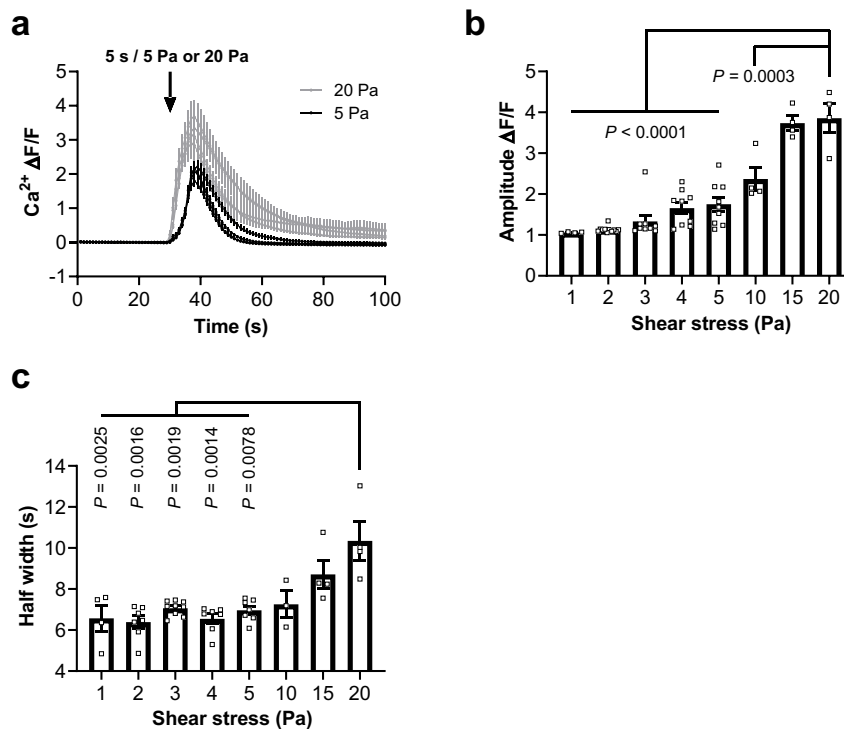 a
5 s / 5 Pa or 20 Pa
20 Pa
5 Pa
5
4
3
2
1
0
-1
Ca2+ ΔF/F
0 20 40 60 80 100
Time (s)
b
P = 0.0003
P < 0.0001
5
4
3
2
1
0
Amplitude ΔF/F
1 2 3 4 5 10 15 20
Shear stress (Pa)
c
P = 0.0025
P = 0.0016
P = 0.0019
P = 0.0014
P = 0.0078
14
12
10
8
6
4
Half width (s)
1 2 3 4 5 10 15 20
Shear stress (Pa)